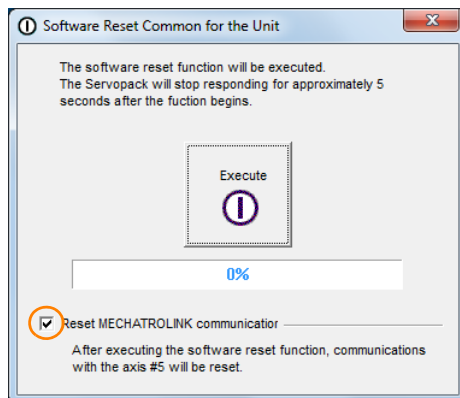 Software Reset Common for the Unit
The software reset function will be executed.
The Servopack will stop responding for approximately 5
seconds after the fuction begins.
Execute
0%
Reset MECHATROLINK communicatior
After executing the software reset function, communications
with the axis #5 will be reset.